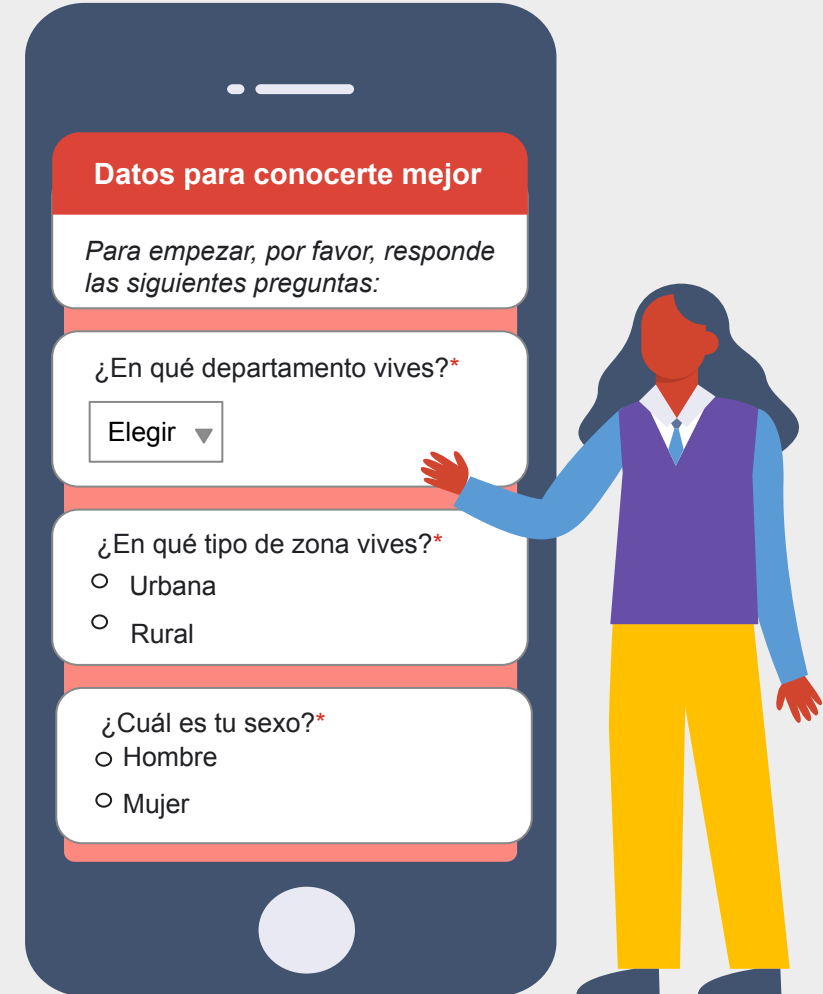 Datos para conocerte mejor
Para empezar, por favor, responde
las siguientes preguntas:
¿En qué departamento vives?*
Elegir
¿En qué tipo de zona vives?*
Urbana
Rural
¿Cuál es tu sexo?*
Hombre
Mujer